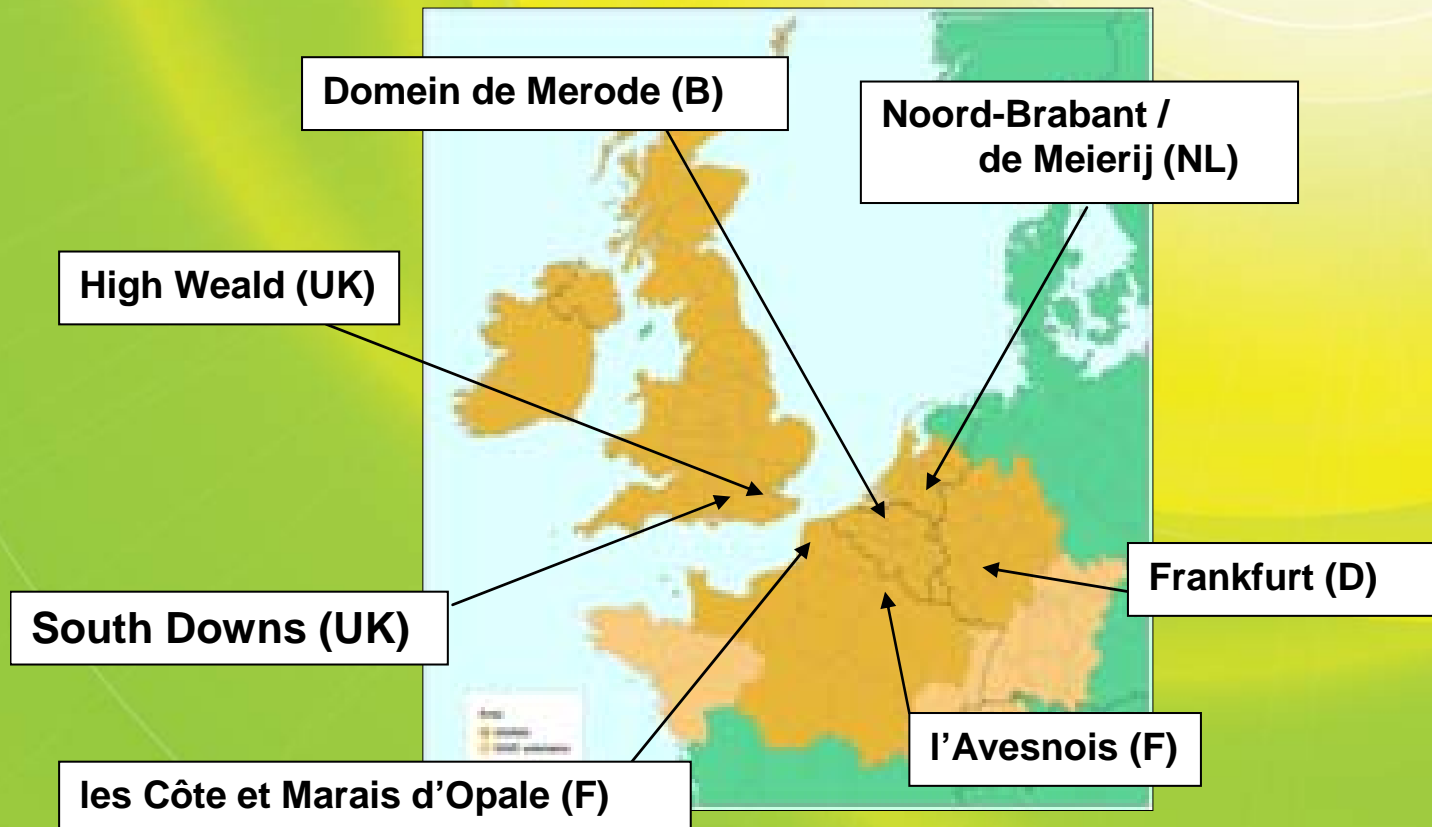 Domein de Merode (B)
Noord-Brabant /
de Meierij (NL)
High Weald (UK)
Frankfurt (D)
South Downs (UK)
l’Avesnois (F)
les Côte et Marais d’Opale (F)